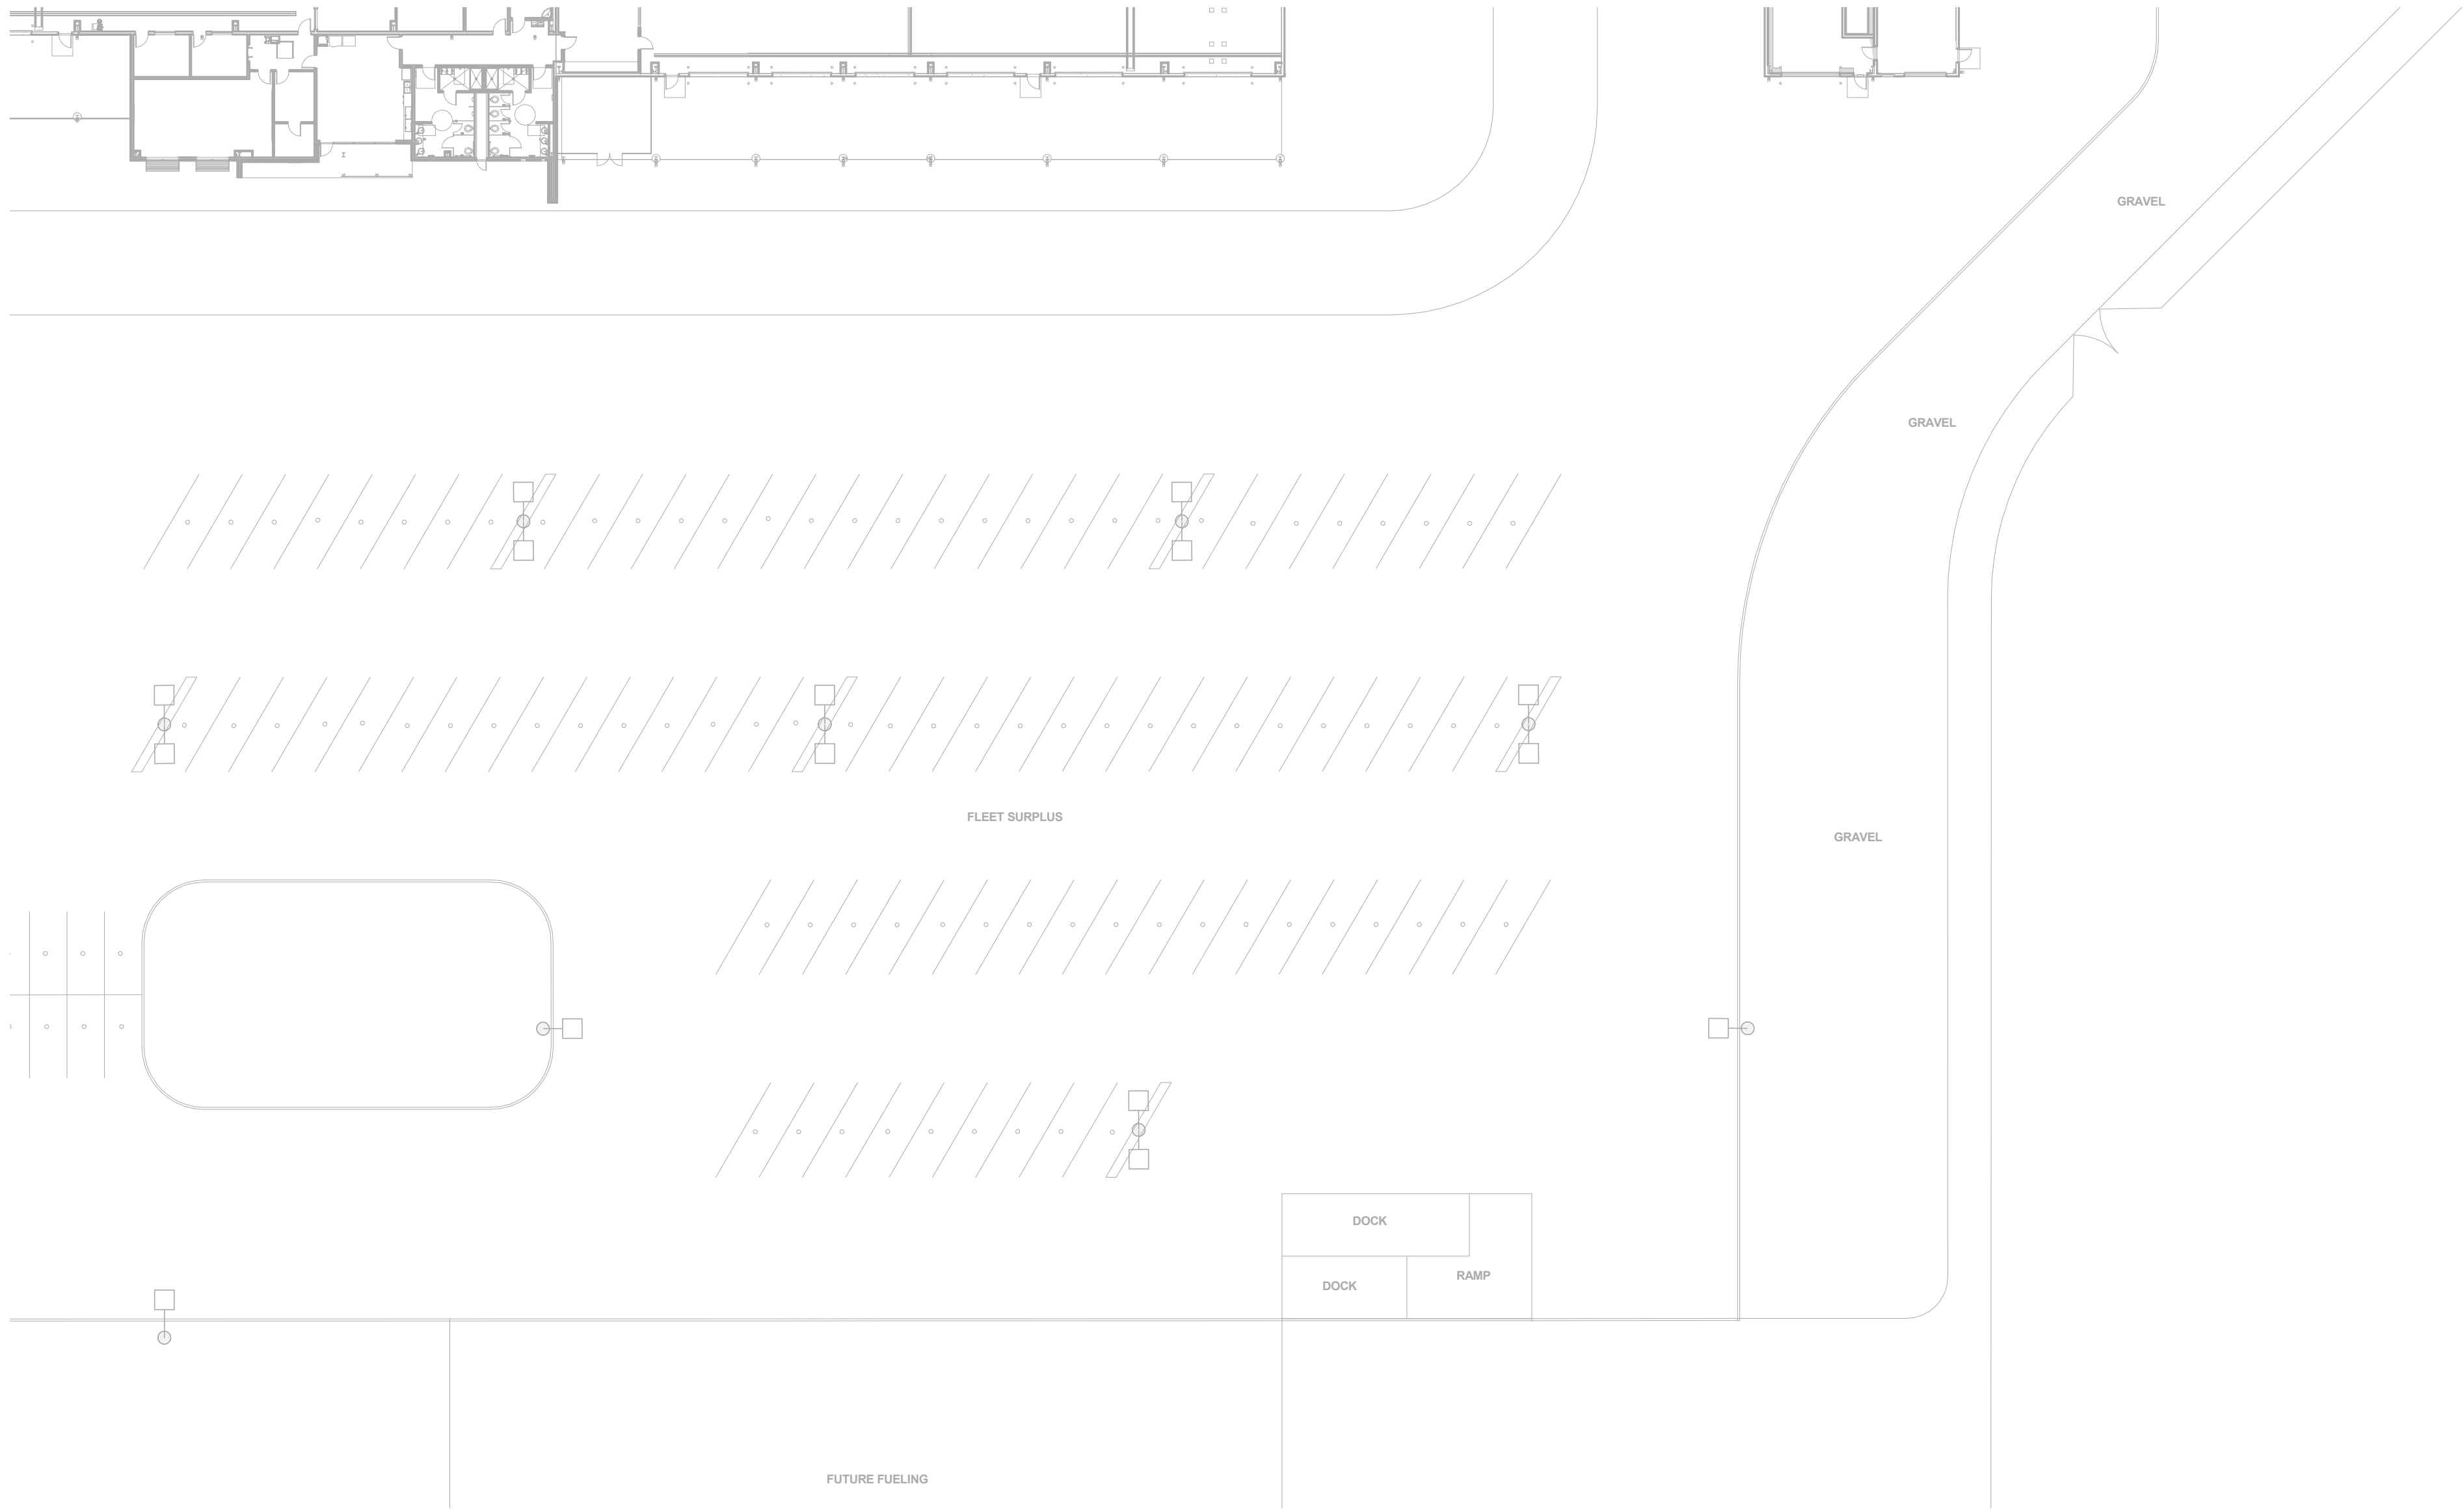 GRAVEL
GRAVEL
FLEET SURPLUS
GRAVEL
DOCK
RAMP
DOCK
FUTURE FUELING